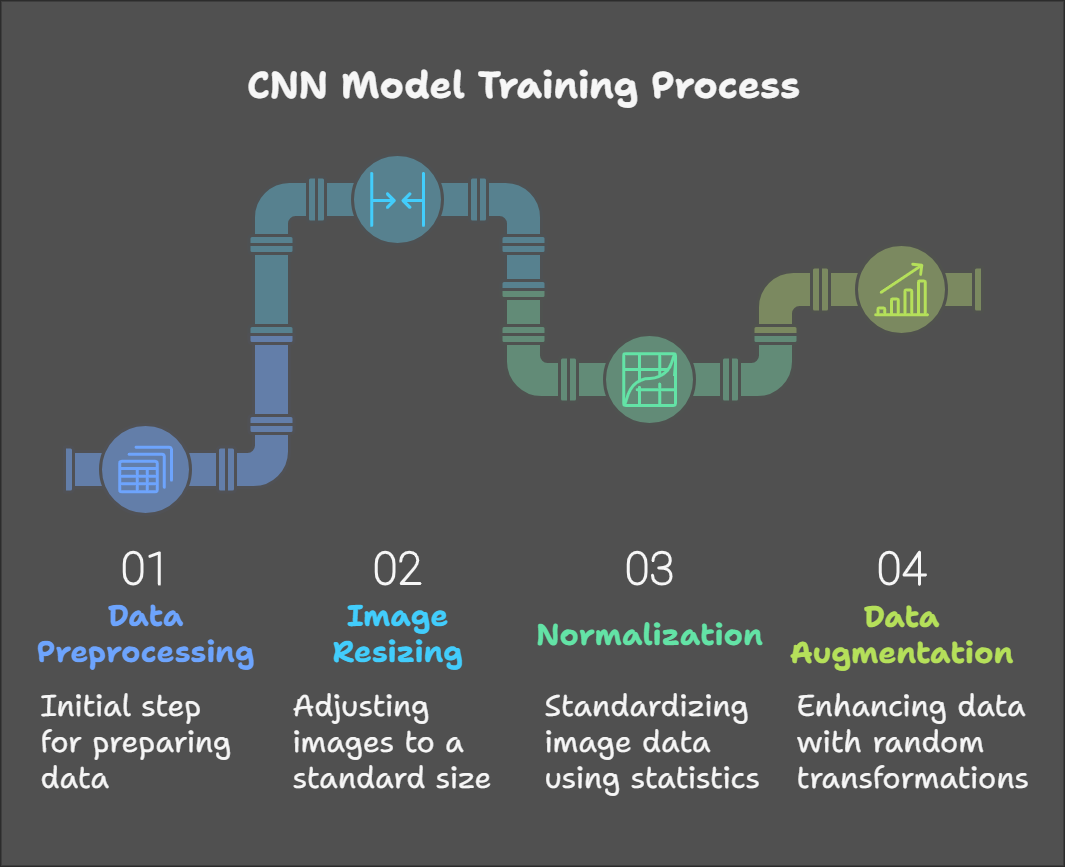 CNN Model Training Process
01
Data
Preprocessing
Initial step
for preparing
data
02
Image
Resizing
Adjusting
images to a
standard size
03
Normalization
Standardizing
image data
using statistics
04
Data
Augmentation
Enhancing data
with random
transformations